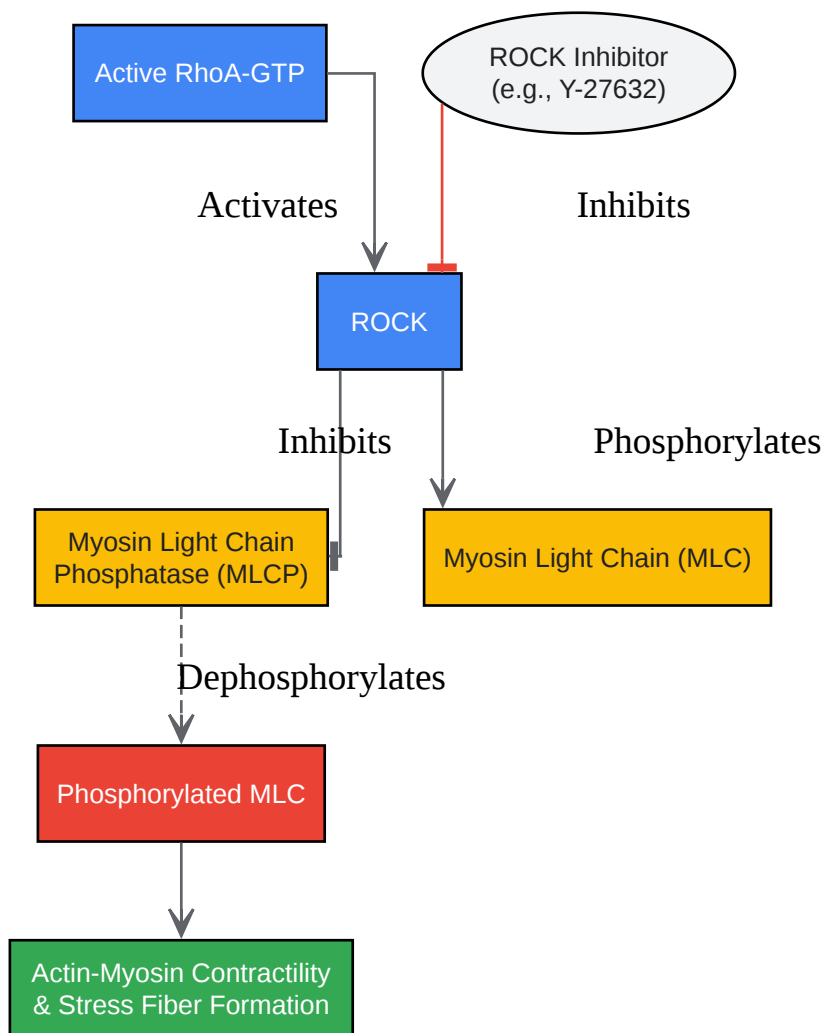 Active RhoA-GTP
ROCK Inhibitor
(e.g., Y-27632)
Activates
Inhibits
ROCK
Inhibits
Phosphorylates
Myosin Light Chain
Phosphatase (MLCP)
Myosin Light Chain (MLC)
Dephosphorylates
Phosphorylated MLC
Actin-Myosin Contractility
& Stress Fiber Formation